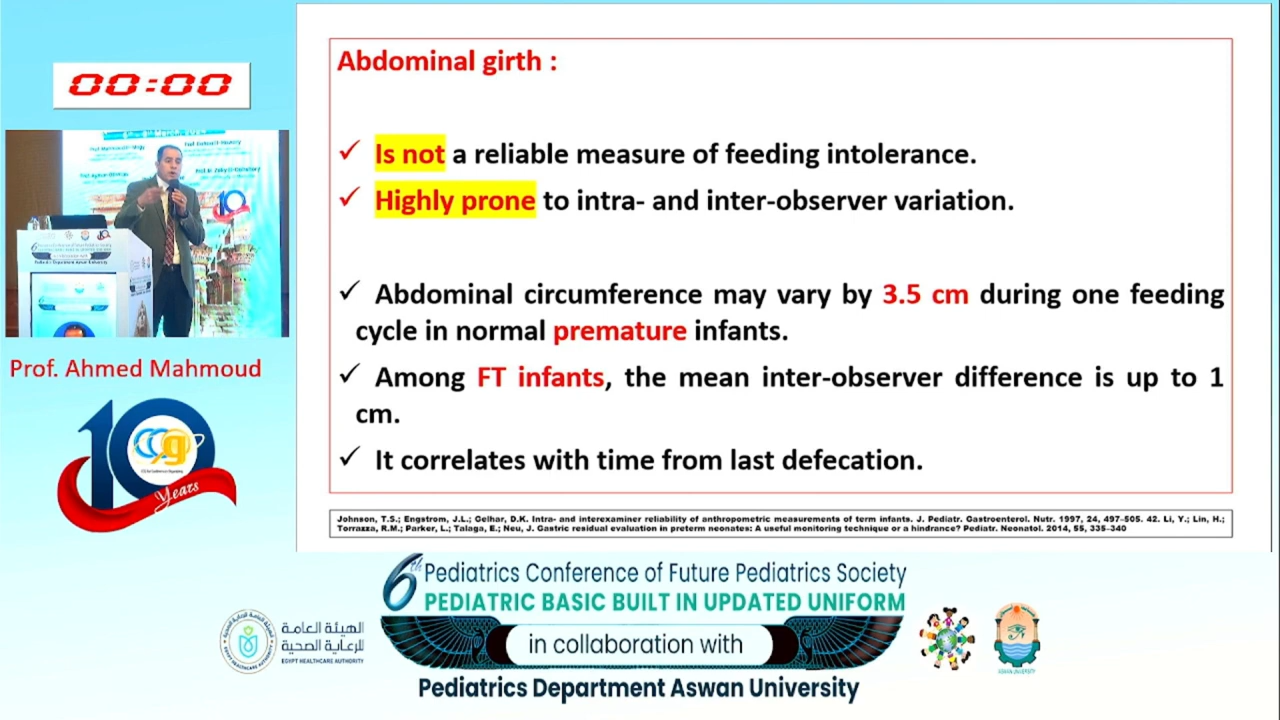 00:00
Prof. Ahmed Mahmoud
10
Years
Abdominal girth :
✓ Is not a reliable measure of feeding intolerance.
✓ Highly prone to intra- and inter-observer variation.
✓ Abdominal circumference may vary by 3.5 cm during one feeding
cycle in normal premature infants.
✓ Among FT infants, the mean inter-observer difference is up to 1
cm.
✓ It correlates with time from last defecation.
Johnson, T.S.; Engstrom, J.L.; Gelhar, D.K. Intra- and interexaminer reliability of anthropometric measurements of term infants. J. Pediatr. Gastroenterol. Nutr. 1997, 24, 497–505. 42. Li, Y.; Lin, H.;
Torrazza, R.M.; Parker, L.; Talaga, E.; Neu, J. Gastric residual evaluation in preterm neonates: A useful monitoring technique or a hindrance? Pediatr. Neonatol. 2014, 55, 335–340
6th Pediatrics Conference of Future Pediatrics Society
PEDIATRIC BASIC BUILT IN UPDATED UNIFORM
in collaboration with
Pediatrics Department Aswan University
الهيئة العامة
للرعاية الصحية
EGYPT HEALTHCARE AUTHORITY
ASWAN UNIVERSITY